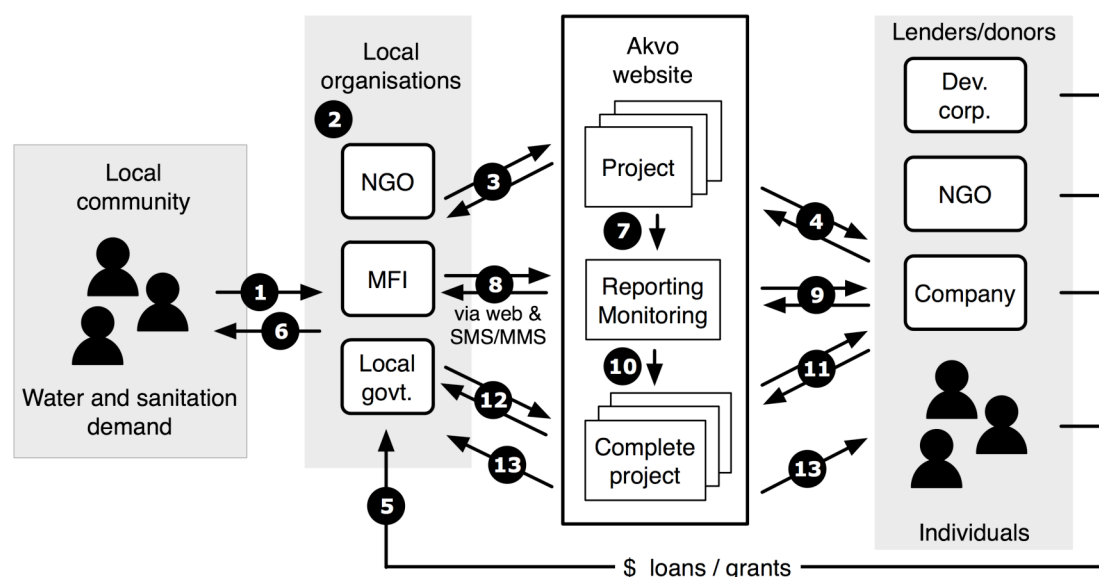 Local
community
Water and sanitation
demand
1
6
Local
organisations
2
NGO
MFI
Local
govt.
3
8
via web &
SMS/MMS
12
13
5
Akvo
website
Project
7
Reporting
Monitoring
10
Complete
project
4
9
11
13
Lenders/donors
Dev.
corp.
NGO
Company
Individuals
$ loans / grants